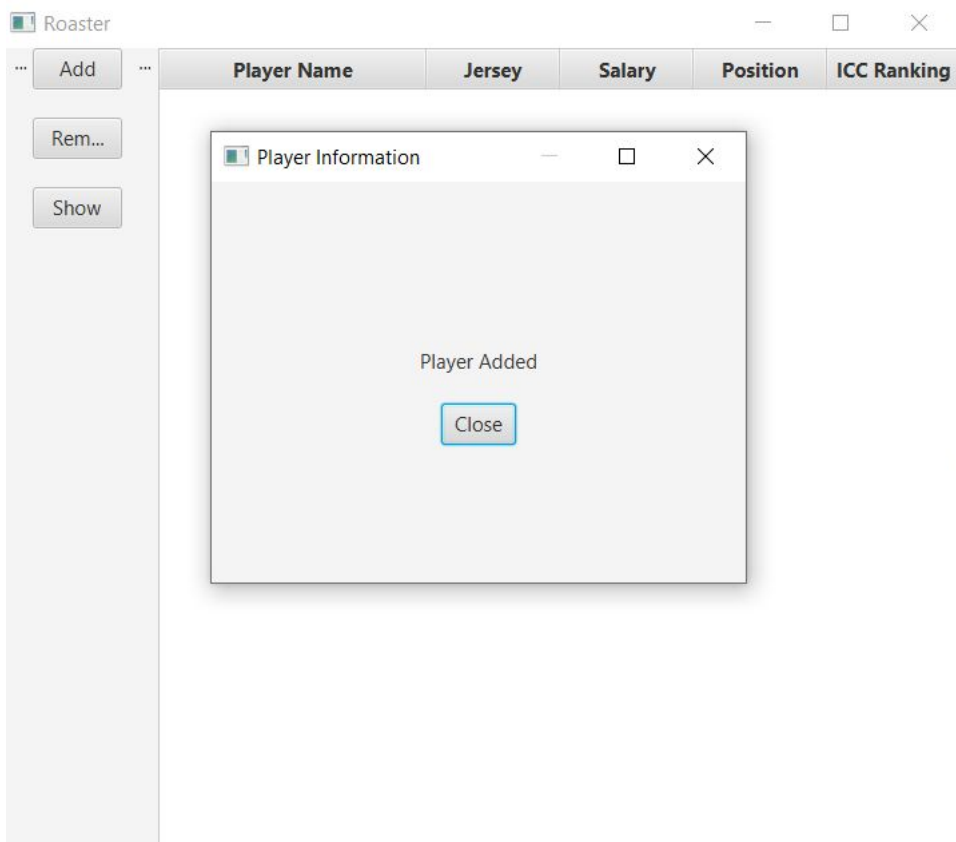 Roaster
... Add ... Player Name Jersey Salary Position ICC Ranking
Rem...
Show
Player Information
Player Added
Close